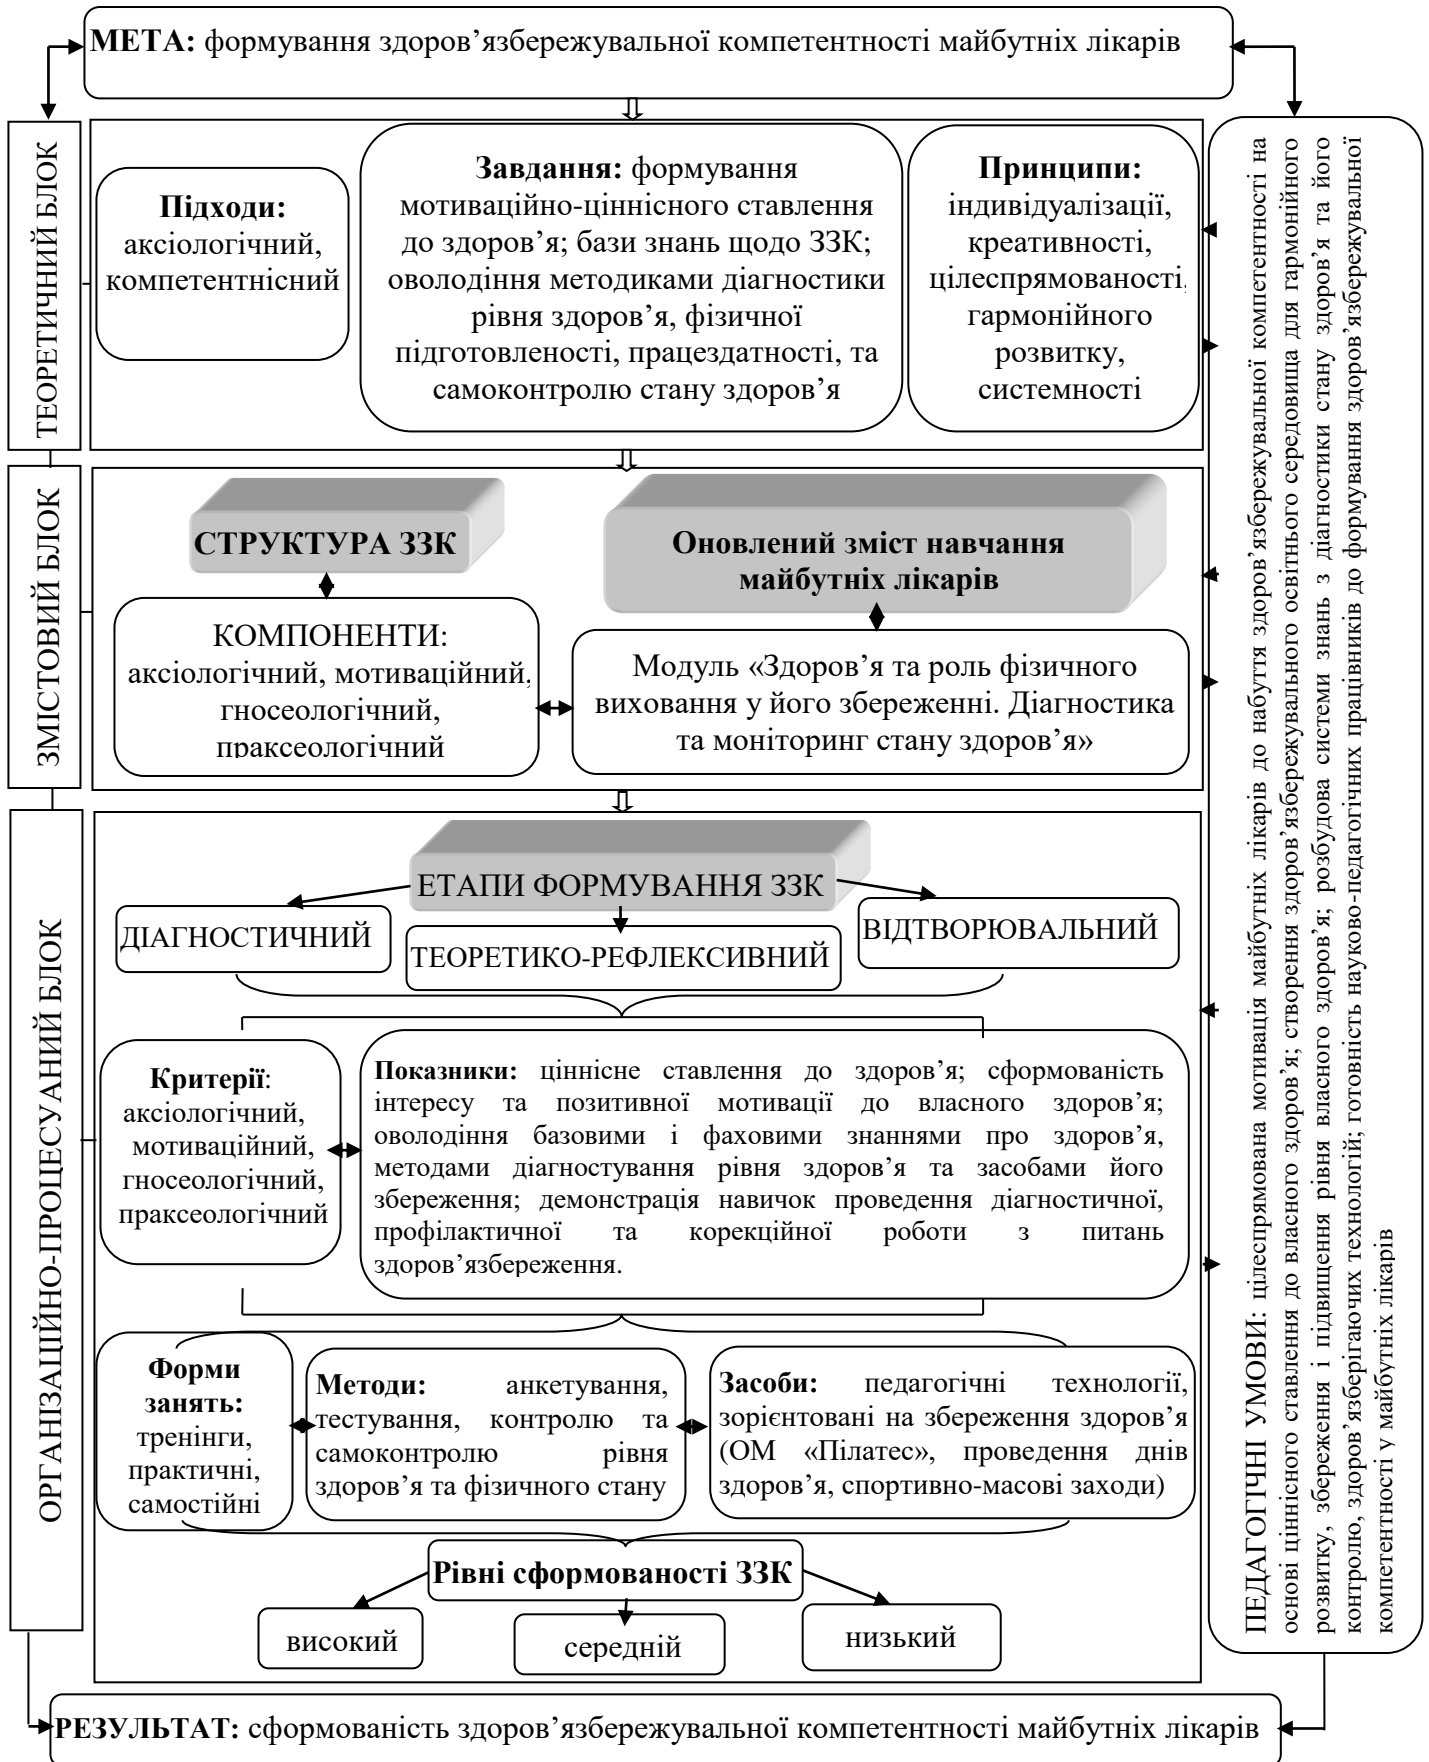 МЕТА: формування здоров’язбережувальної компетентності майбутніх лікарів
ТЕОРЕТИЧНИЙ БЛОК
Підходи:
аксіологічний,
компетентнісний
Завдання: формування
мотиваційно-ціннісного ставлення
до здоров’я; бази знань щодо ЗЗК;
оволодіння методиками діагностики
рівня здоров’я, фізичної
підготовленості, працездатності, та
самоконтролю стану здоров’я
Принципи:
індивідуалізації,
креативності,
цілеспрямованості,
гармонійного
розвитку,
системності
ЗМІСТОВИЙ БЛОК
СТРУКТУРА ЗЗК
КОМПОНЕНТИ:
аксіологічний, мотиваційний,
гносеологічний,
праксеологічний
Оновлений зміст навчання
майбутніх лікарів
Модуль «Здоров’я та роль фізичного
виховання у його збереженні. Діагностика
та моніторинг стану здоров’я»
ОРГАНІЗАЦІЙНО-ПРОЦЕСУАНИЙ БЛОК
ЕТАПИ ФОРМУВАННЯ ЗЗК
ДІАГНОСТИЧНИЙ
ТЕОРЕТИКО-РЕФЛЕКСИВНИЙ
ВІДТВОРЮВАЛЬНИЙ
Критерії:
аксіологічний,
мотиваційний,
гносеологічний,
праксеологічний
Показники: ціннісне ставлення до здоров’я; сформованість
інтересу та позитивної мотивації до власного здоров’я;
оволодіння базовими і фаховими знаннями про здоров’я,
методами діагностування рівня здоров’я та засобами його
збереження; демонстрація навичок проведення діагностичної,
профілактичної та корекційної роботи з питань
здоров’язбереження.
Форми
занять:
тренінги,
практичні,
самостійні
Методи: анкетування,
тестування, контролю та
самоконтролю рівня
здоров’я та фізичного стану
Засоби: педагогічні технології,
зорієнтовані на збереження здоров’я
(ОМ «Пілатес», проведення днів
здоров’я, спортивно-масові заходи)
Рівні сформованості ЗЗК
високий
середній
низький
ПЕДАГОГІЧНІ УМОВИ: цілеспрямована мотивація майбутніх лікарів до набуття здоров’язбережувальної компетентності на
основі ціннісного ставлення до власного здоров’я; створення здоров’язбережувального освітнього середовища для гармонійного
розвитку, збереження і підвищення рівня власного здоров’я; розбудова системи знань з діагностики стану здоров’я та його
контролю, здоров’язберігаючих технологій; готовність науково-педагогічних працівників до формування здоров’язбережувальної
компетентності у майбутніх лікарів
РЕЗУЛЬТАТ: сформованість здоров’язбережувальної компетентності майбутніх лікарів